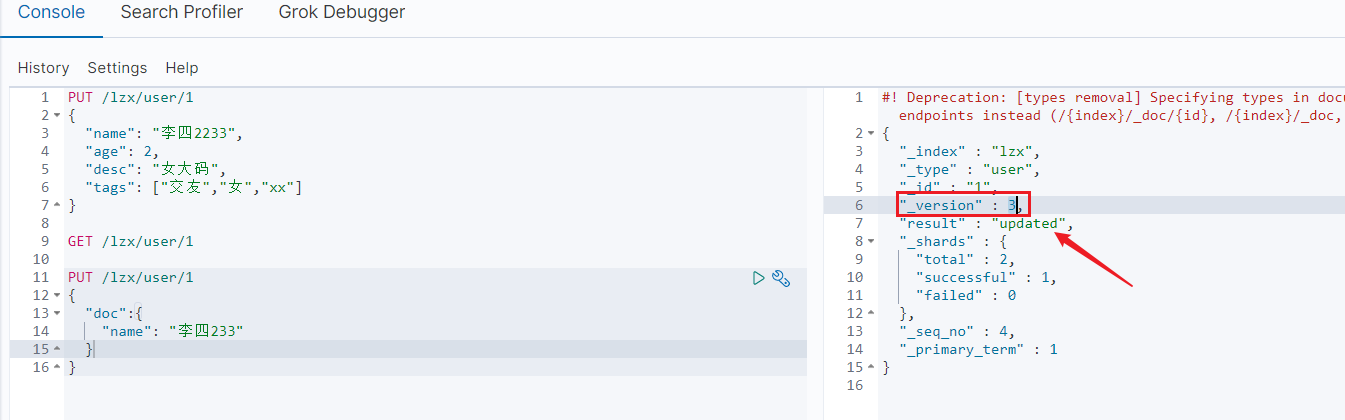 Console Search Profiler Grok Debugger
History Settings Help
1 PUT /lzx/user/1
2 {
3 "name": "李四2233",
4 "age": 2,
5 "desc": "女大码",
6 "tags": ["交友","女","xx"]
7 }
8
9 GET /lzx/user/1
10
11 PUT /lzx/user/1
12 {
13 "doc":{
14 "name": "李四233"
15 }
16 }
1 #! Deprecation: [types removal] Specifying types in docu
endpoints instead (/{index}/_doc/{id}, /{index}/_doc,
2 {
3 "_index" : "lzx",
4 "_type" : "user",
5 "_id" : "1",
6 "_version" : 3,
7 "result" : "updated",
8 "_shards" : {
9 "total" : 2,
10 "successful" : 1,
11 "failed" : 0
12 },
13 "_seq_no" : 4,
14 "_primary_term" : 1
15 }
16